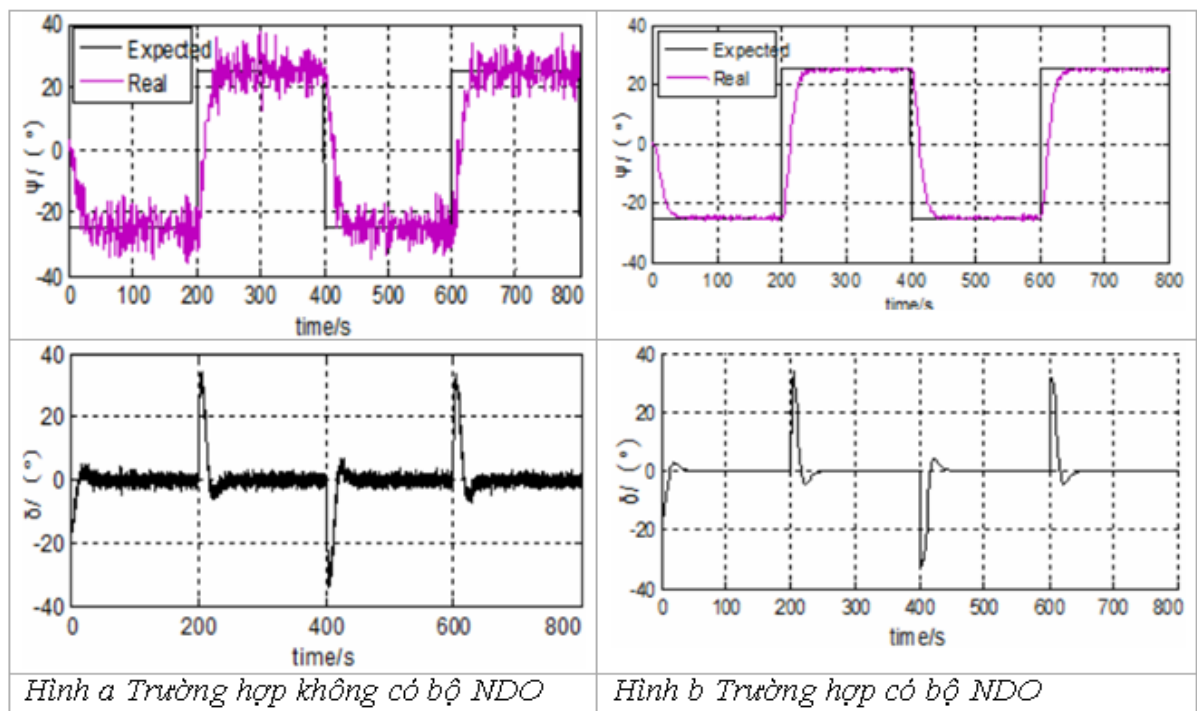 40
20
0
-20
-40
ψ/ ( °)
Expected
Real
0 100 200 300 400 500 600 700 800
time/s
40
20
0
-20
-40
ψ/ ( °)
Expected
Real
0 100 200 300 400 500 600 700 800
time/s
40
20
0
-20
-40
δ/ ( °)
0 200 400 600 800
time/s
40
20
0
-20
-40
δ/ ( °)
0 100 200 300 400 500 600 700 800
time/s
Hình a Trường hợp không có bộ NDO
Hình b Trường hợp có bộ NDO